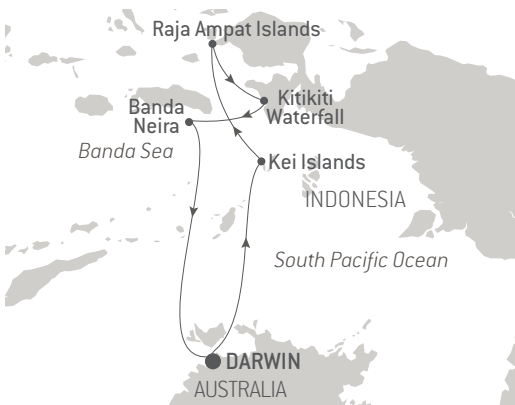 Raja Ampat Islands
Kitikiti
Waterfall
Banda
Neira
Banda Sea
Kei Islands
INDONESIA
South Pacific Ocean
DARWIN
AUSTRALIA